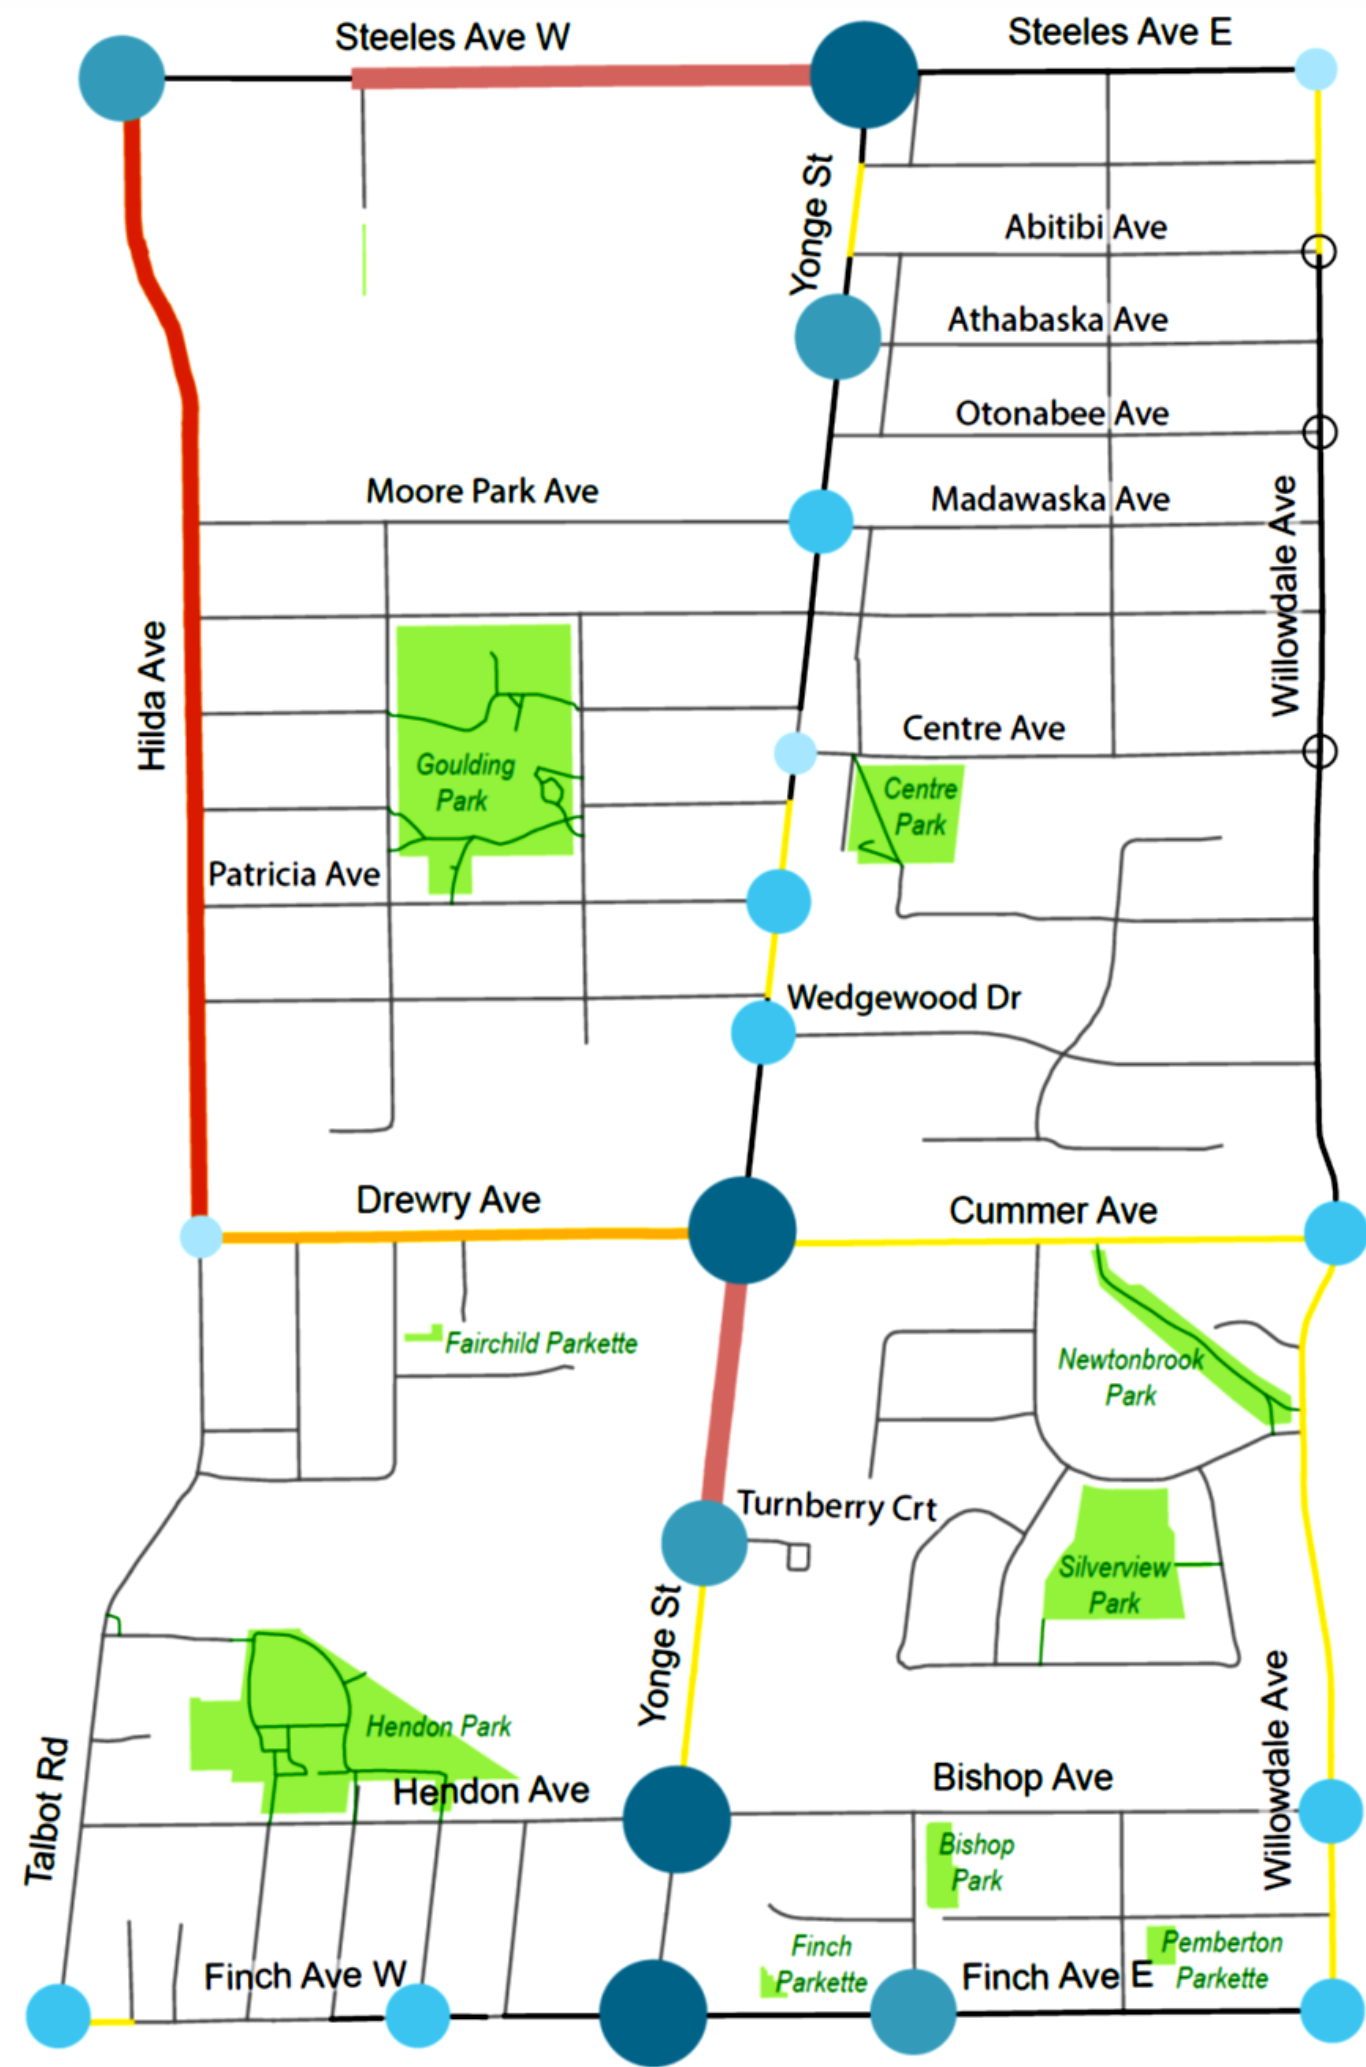 Steeles Ave W
Steeles Ave E
Yonge St
Abitibi Ave
Athabaska Ave
Otonabee Ave
Moore Park Ave
Madawaska Ave
Willowdale Ave
Hilda Ave
Centre Ave
Goulding
Park
Centre
Park
Patricia Ave
Wedgewood Dr
Drewry Ave
Cummer Ave
Fairchild Parkette
Newtonbrook
Park
Turnberry Crt
Silverview
Park
Yonge St
Willowdale Ave
Hendon Park
Talbot Rd
Hendon Ave
Bishop Ave
Bishop
Park
Finch
Parkette
Pemberton
Parkette
Finch Ave W
Finch Ave E